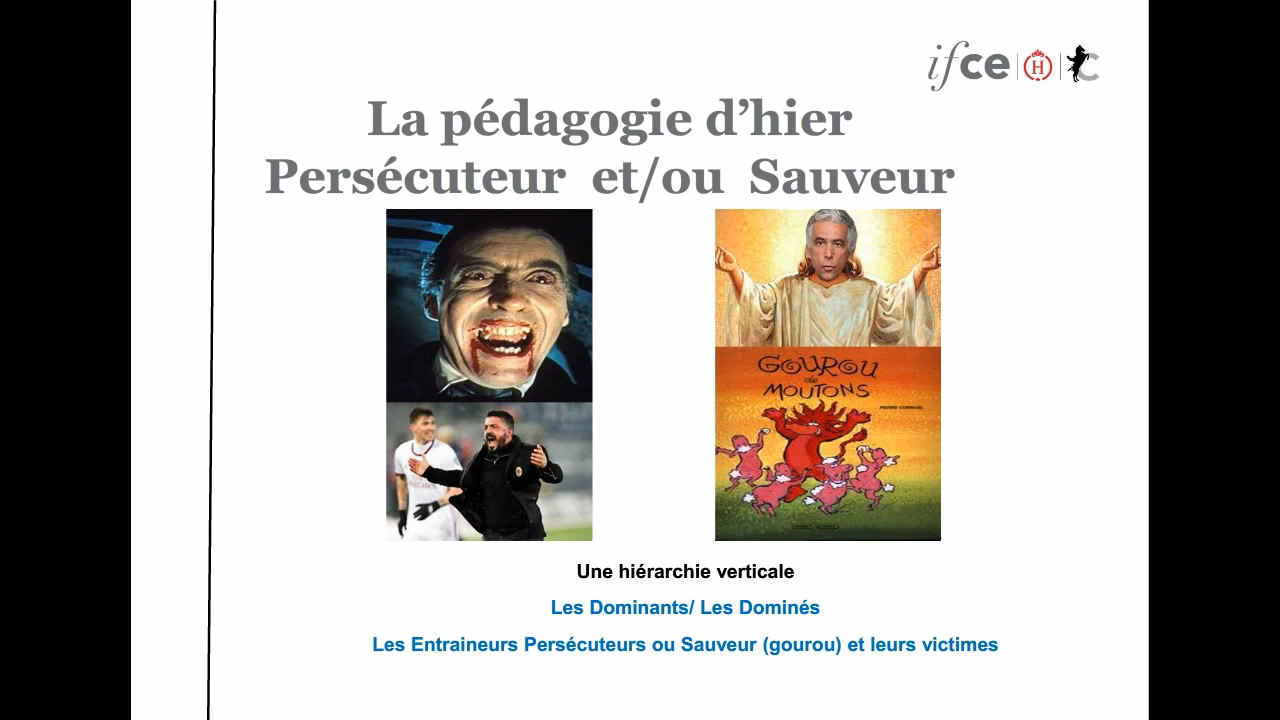 ifce
H
C
La pédagogie d’hier
Persécuteur et/ou Sauveur
GOUROU
de
MOUTONS
Une hiérarchie verticale
Les Dominants/ Les Dominés
Les Entraineurs Persécuteurs ou Sauveur (gourou) et leurs victimes